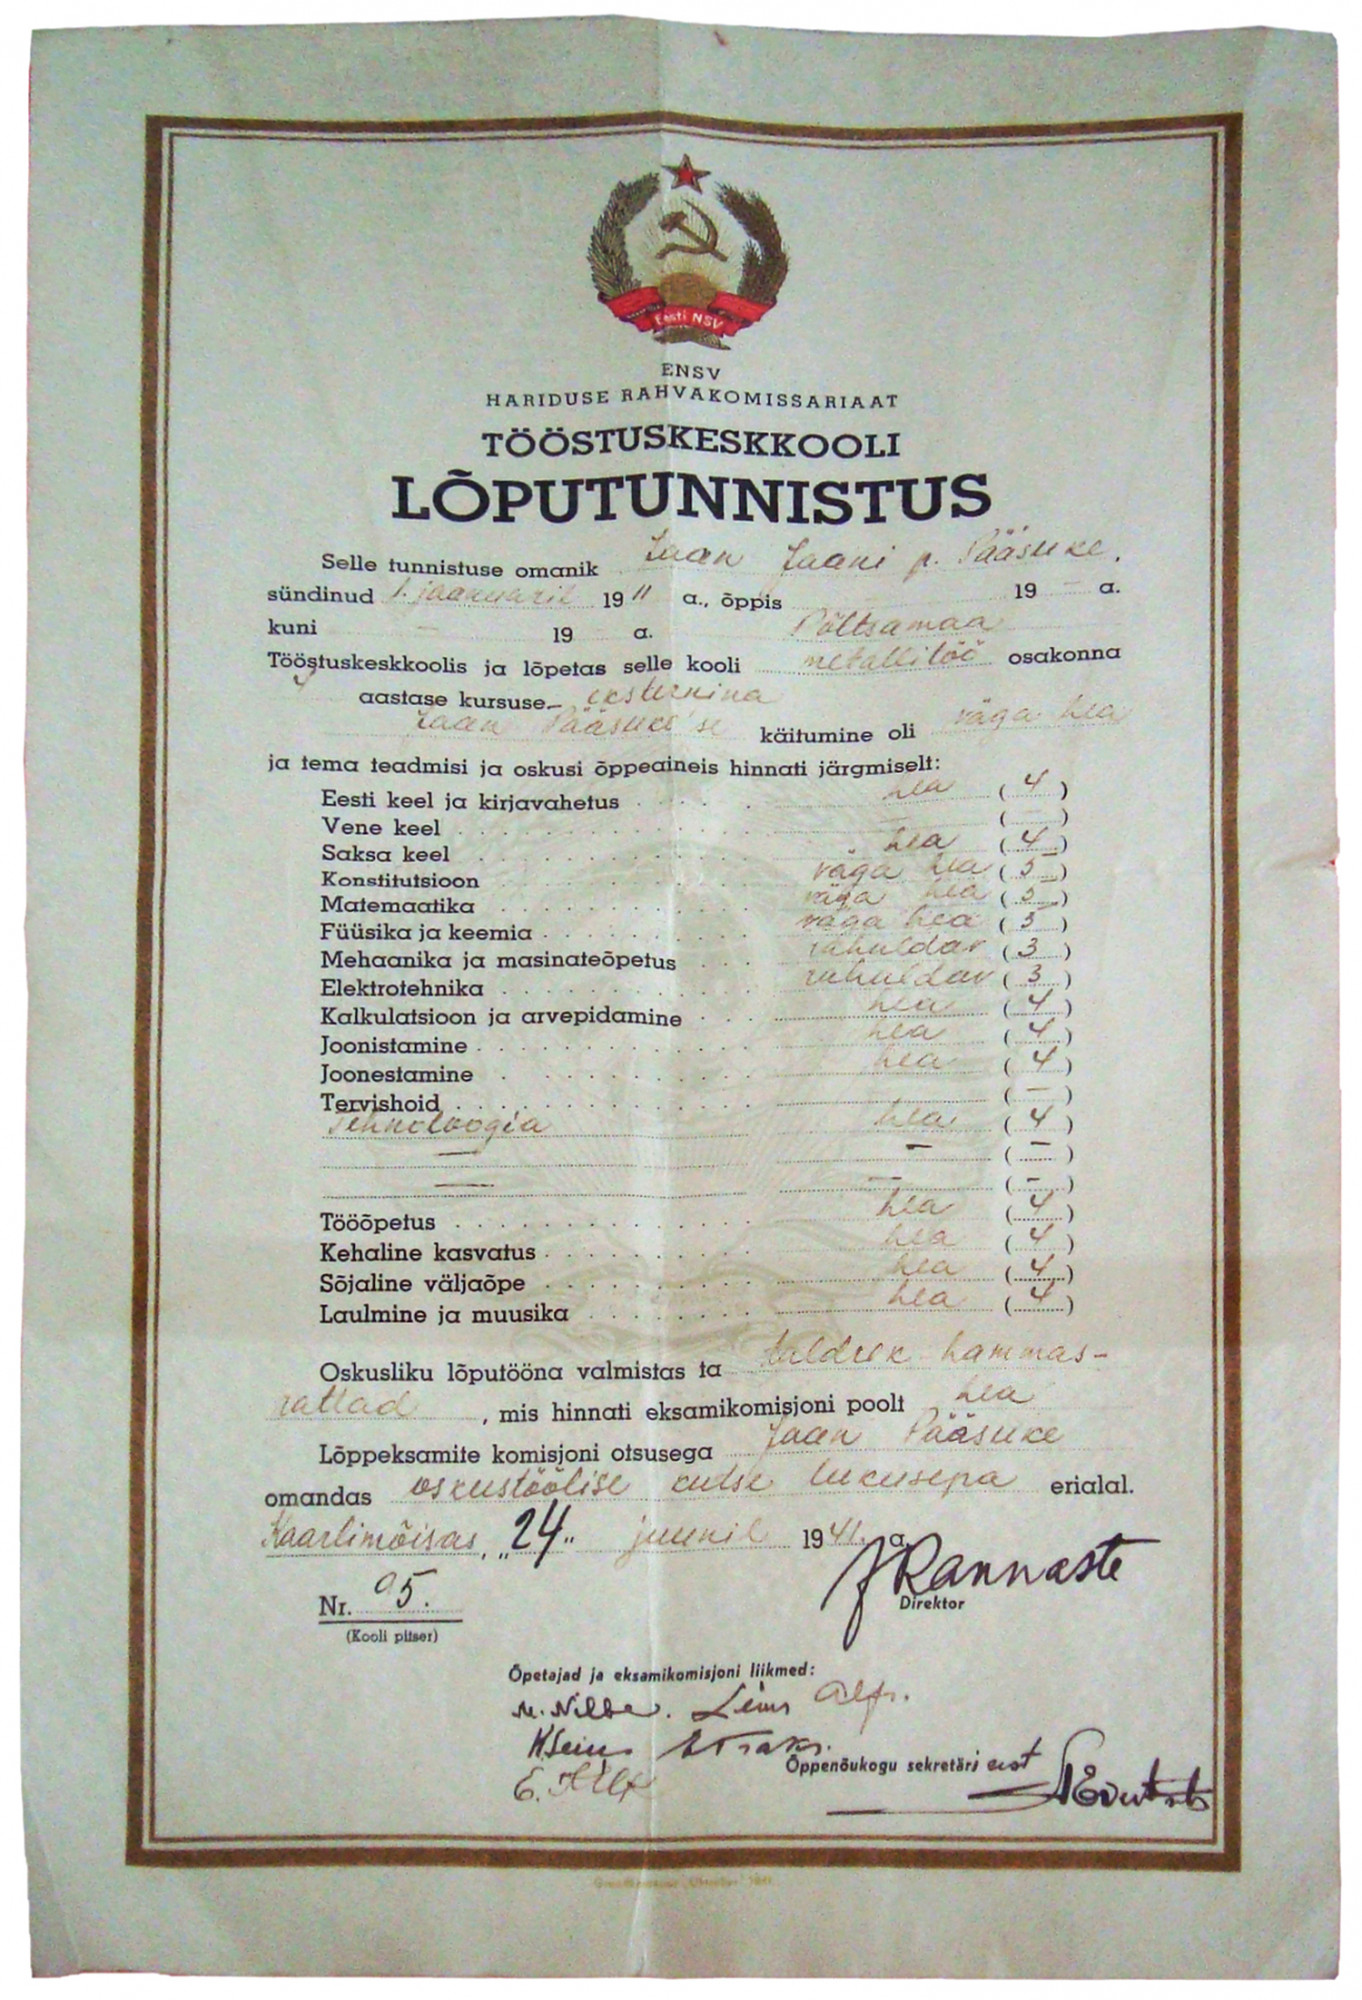 Eesti NSV
ENSV
HARIDUSE RAHVAKOMISSARIAAT
TÖÖSTUSKESKKOOLI
LÕPUTUNNISTUS
Selle tunnistuse omanik Jaan Jaani p. Pääsuke,
sündinud 1. jaanuaril 1911 a., õppis 19 — a.
kuni — 19 a. Põltsamaa
Tööstuskeskkoolis ja lõpetas selle kooli metallitöö osakonna
aastase kursuse – eksternina
Jaan Pääsuke'se käitumine oli väga hea
ja tema teadmisi ja oskusi õppeaineis hinnati järgmiselt:
Eesti keel ja kirjavahetus hea (4)
Vene keel (—)
Saksa keel hea (4)
Konstitutsioon väga hea (5)
Matemaatika väga hea (5)
Füüsika ja keemia väga hea (5)
Mehaanika ja masinateõpetus rahuldav (3)
Elektrotehnika rahuldav (3)
Kalkulatsioon ja arvepidamine hea (4)
Joonistamine hea (4)
Joonestamine hea (4)
Tervishoid (—)
Tehnoloogia hea (4)
— — (—)
— — (—)
Tööõpetus hea (4)
Kehaline kasvatus hea (4)
Sõjaline väljaõpe hea (4)
Laulmine ja muusika hea (4)
Oskusliku lõputööna valmistas ta taldrek hammas-
rattad, mis hinnati eksamikomisjoni poolt hea
Lõppeksamite komisjoni otsusega Jaan Pääsuke
omandas oskustöölise kutse lukusepa erialal.
Kaarlimõisas, „24" juunil 1941. a.
JRannaste
Direktor
Nr. 95.
(Kooli pitser)
Õpetajad ja eksamikomisjoni liikmed:
Õppenõukogu sekretäri eest